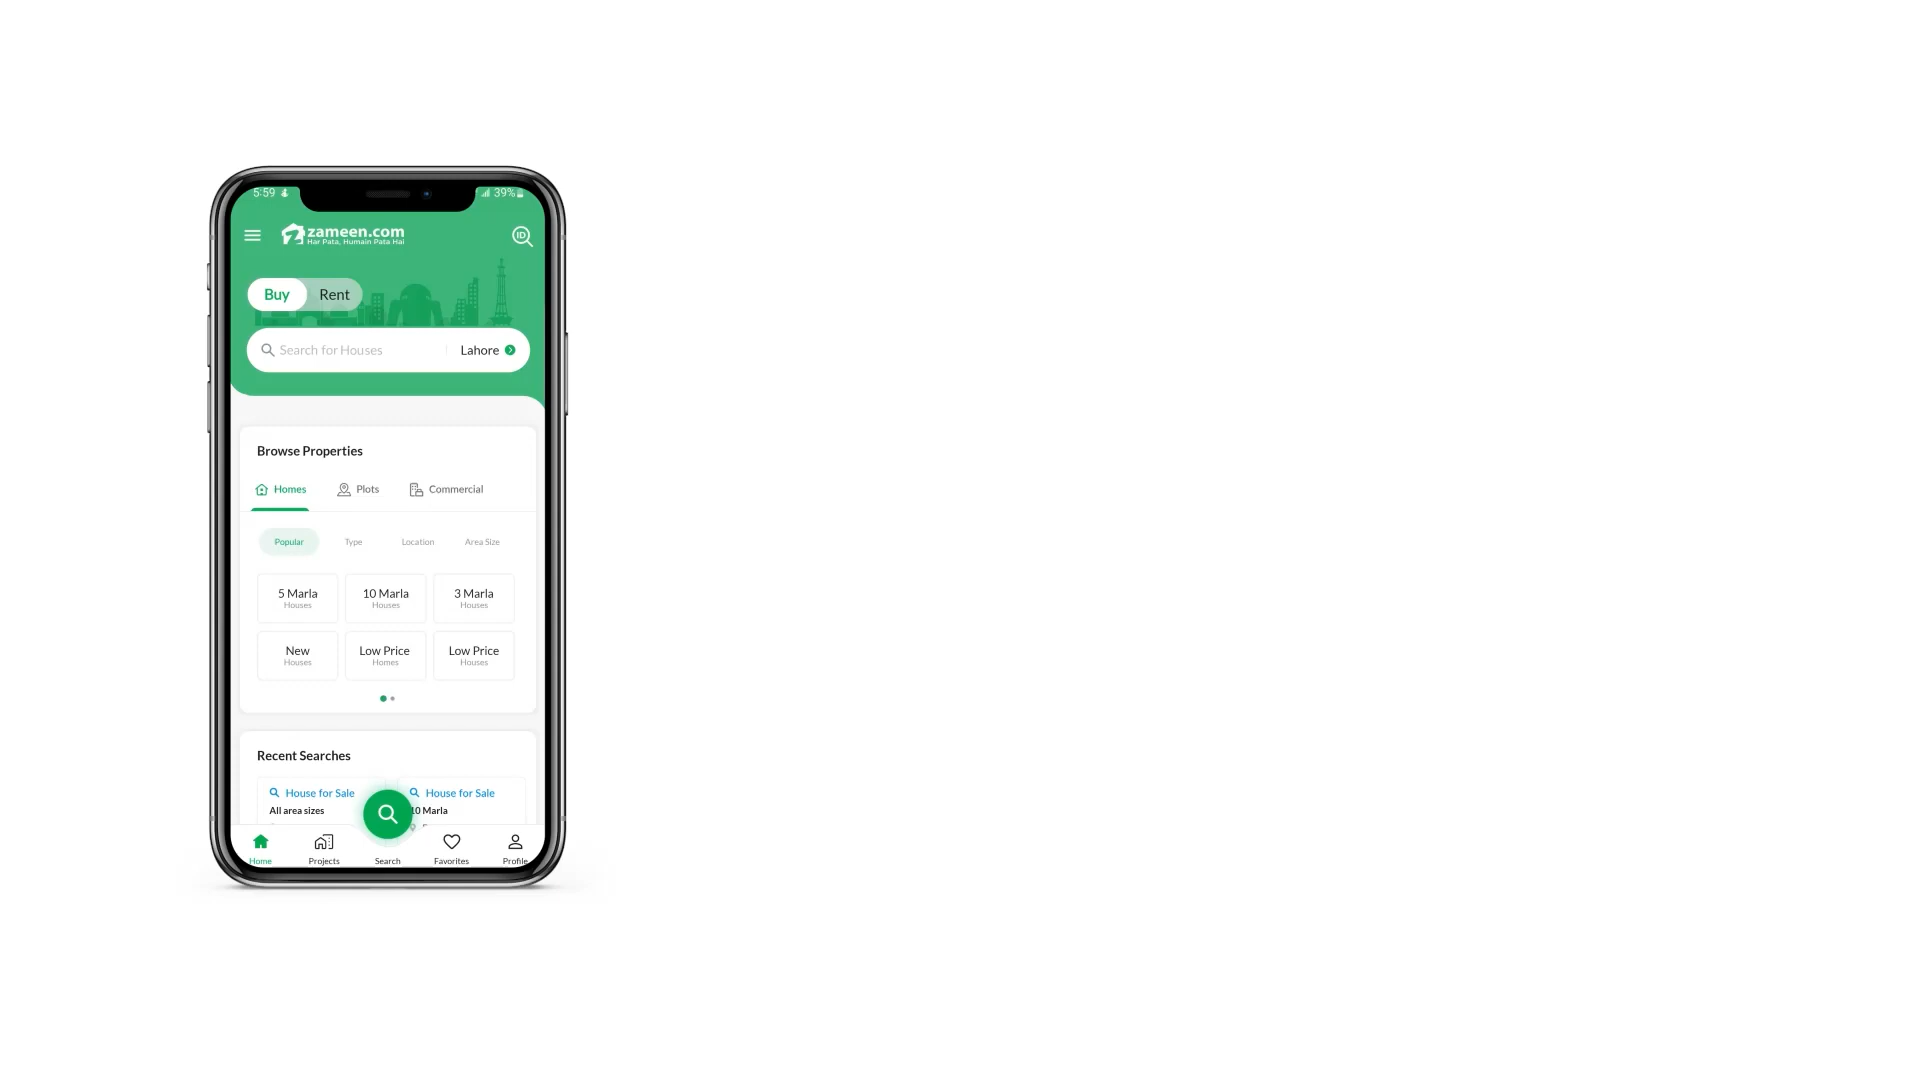 5:59
39%
zameen.com
Har Pata, Humain Pata Hai
ID
Buy Rent
Search for Houses Lahore
Browse Properties
Homes Plots Commercial
Popular Type Location Area Size
5 Marla 10 Marla 3 Marla
Houses Houses Houses
New Low Price Low Price
Houses Homes Houses
Recent Searches
House for Sale House for Sale
All area sizes 10 Marla
Home Projects Search Favorites Profile